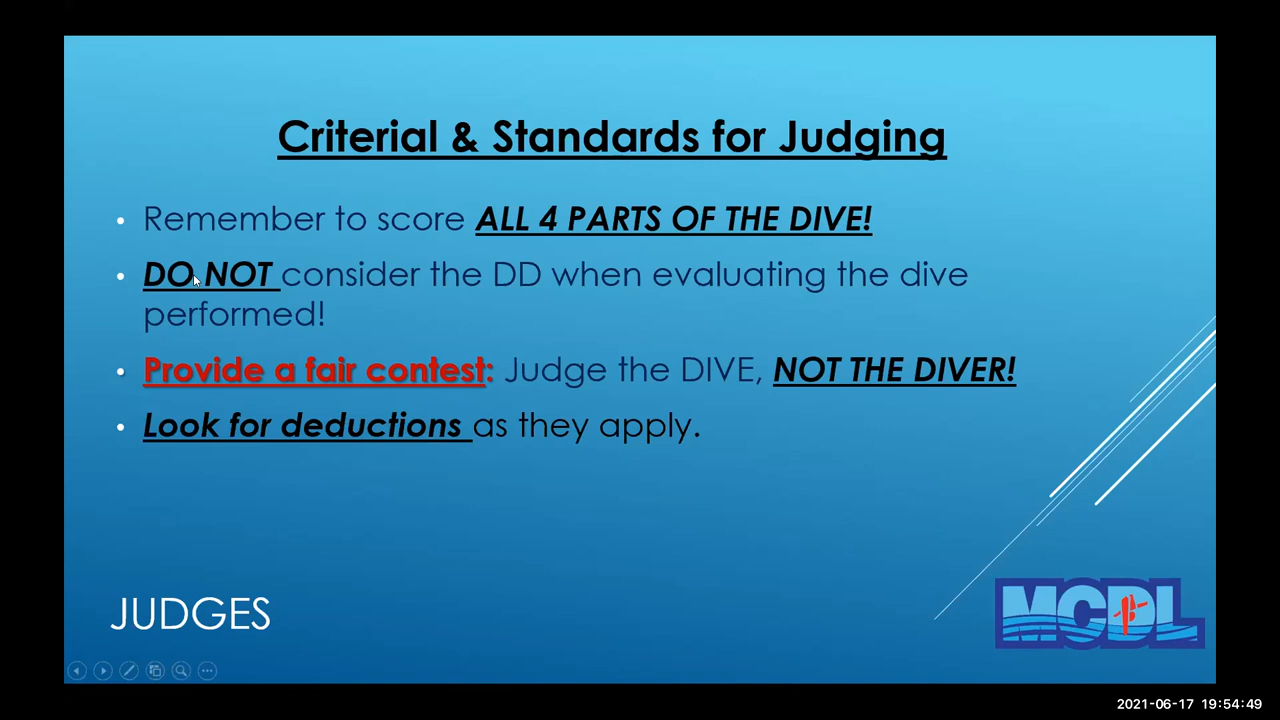 Criterial & Standards for Judging
• Remember to score ALL 4 PARTS OF THE DIVE!
• DO NOT consider the DD when evaluating the dive
performed!
• Provide a fair contest: Judge the DIVE, NOT THE DIVER!
• Look for deductions as they apply.
JUDGES
MCDL
2021-06-17 19:54:49